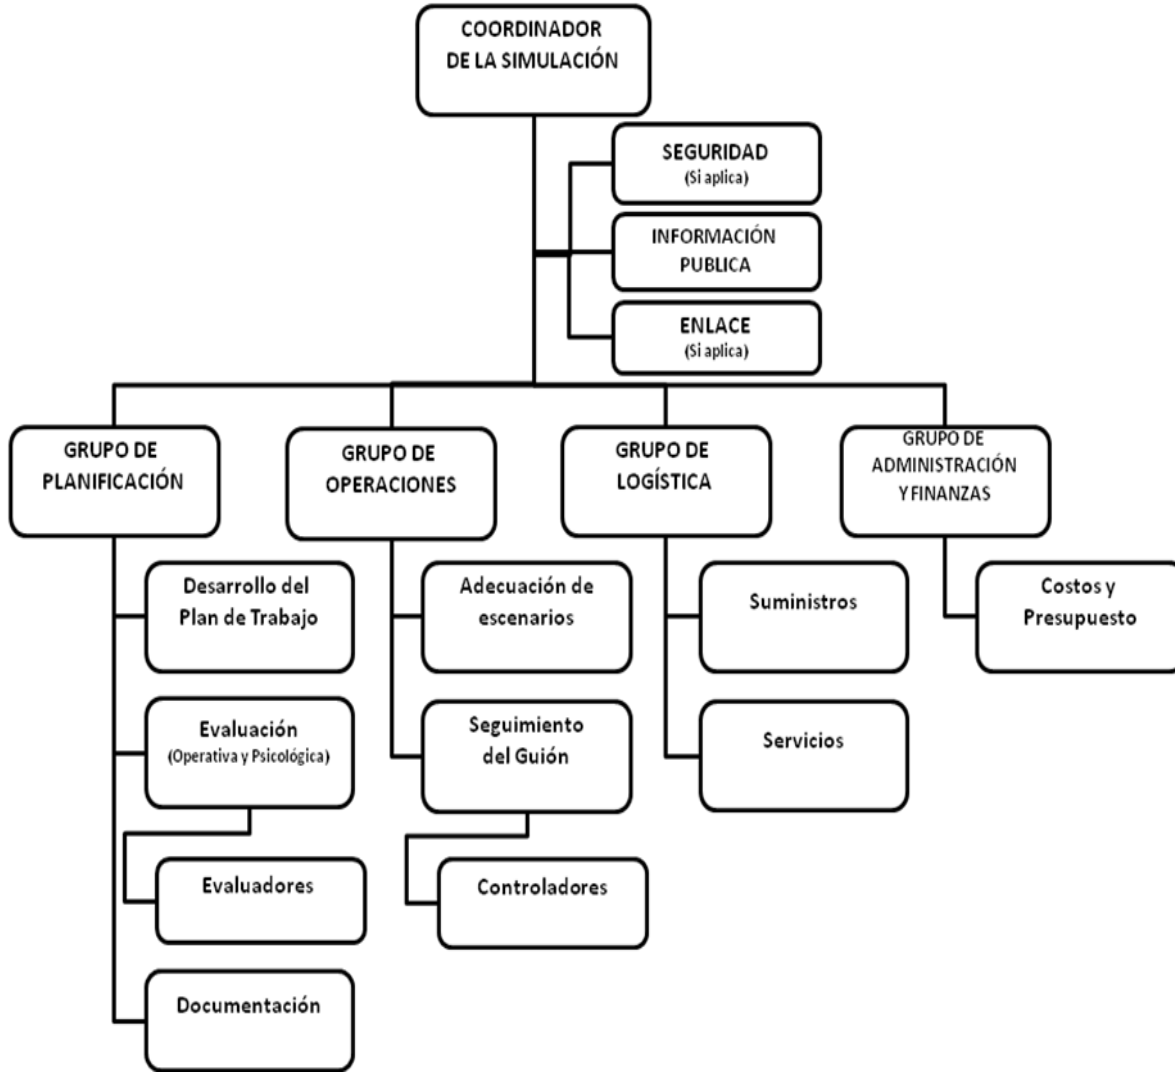 COORDINADOR
DE LA SIMULACIÓN
SEGURIDAD
(Si aplica)
INFORMACIÓN
PUBLICA
ENLACE
(Si aplica)
GRUPO DE
PLANIFICACIÓN
GRUPO DE
OPERACIONES
GRUPO DE
LOGÍSTICA
GRUPO DE
ADMINISTRACIÓN
Y FINANZAS
Desarrollo del
Plan de Trabajo
Adecuación de
escenarios
Suministros
Costos y
Presupuesto
Evaluación
(Operativa y Psicológica)
Seguimiento
del Guión
Servicios
Evaluadores
Controladores
Documentación